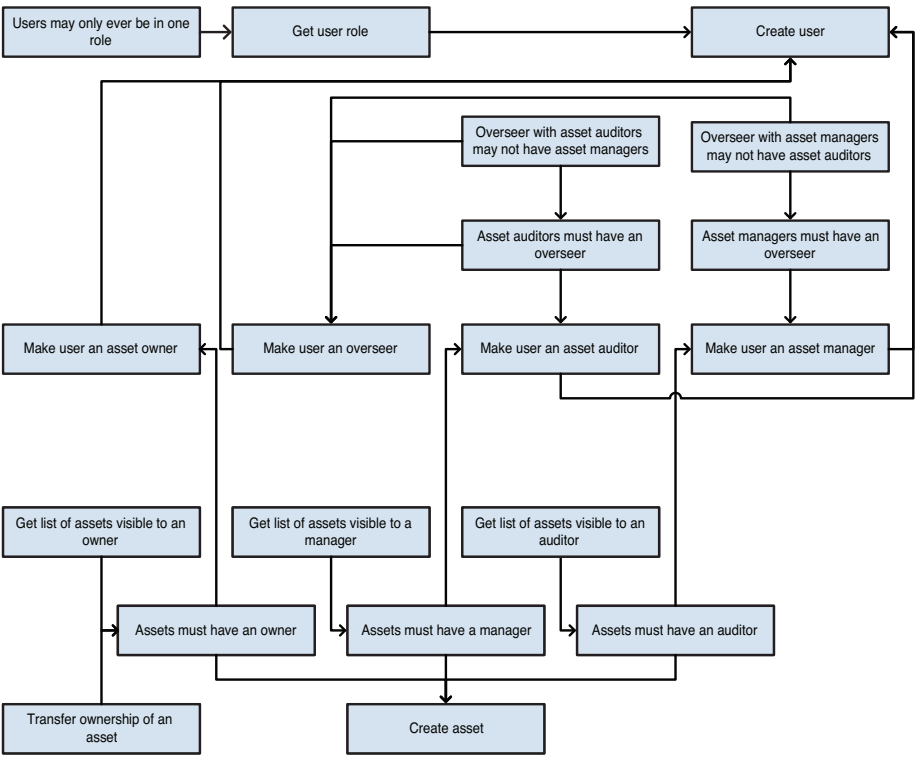 Users may only ever be in one
role
Get user role
Create user
Overseer with asset auditors
may not have asset managers
Overseer with asset managers
may not have asset auditors
Asset auditors must have an
overseer
Asset managers must have an
overseer
Make user an asset owner
Make user an overseer
Make user an asset auditor
Make user an asset manager
Get list of assets visible to an
owner
Get list of assets visible to a
manager
Get list of assets visible to an
auditor
Assets must have an owner
Assets must have a manager
Assets must have an auditor
Transfer ownership of an
asset
Create asset